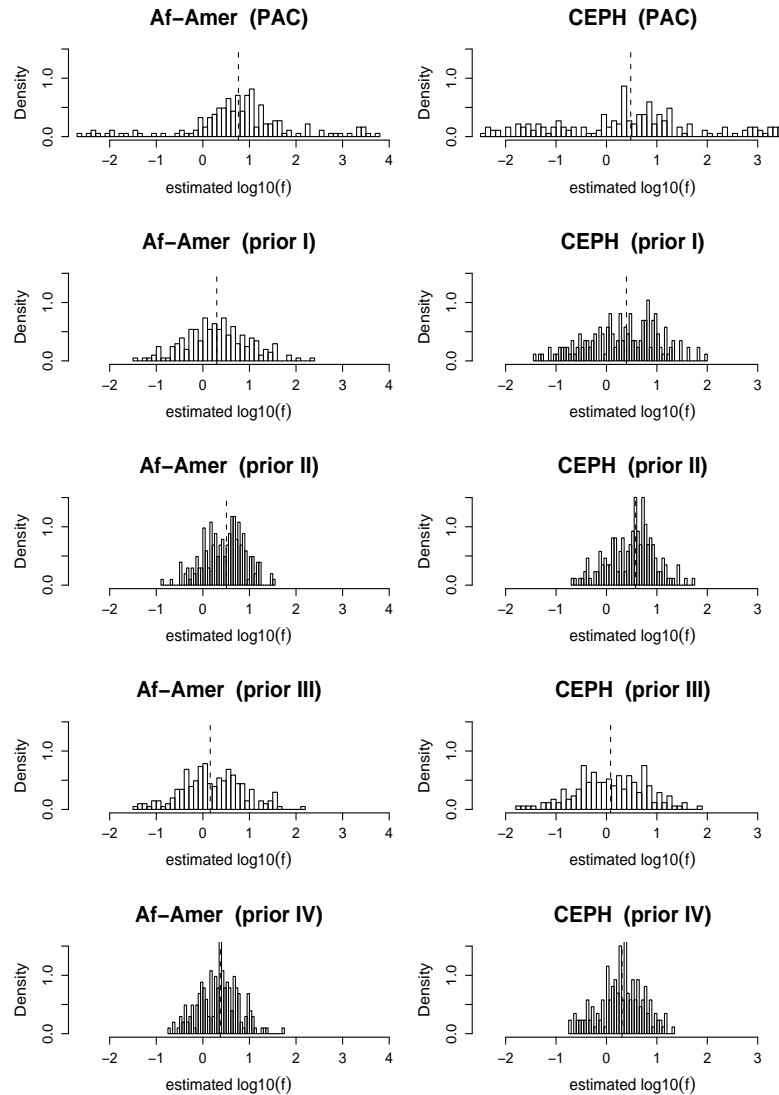 Af−Amer (PAC)
Density
0.0 1.0
−2 −1 0 1 2 3 4
estimated log10(f)
CEPH (PAC)
Density
0.0 1.0
−2 −1 0 1 2 3
estimated log10(f)
Af−Amer (prior I)
Density
0.0 1.0
−2 −1 0 1 2 3 4
estimated log10(f)
CEPH (prior I)
Density
0.0 1.0
−2 −1 0 1 2 3
estimated log10(f)
Af−Amer (prior II)
Density
0.0 1.0
−2 −1 0 1 2 3 4
estimated log10(f)
CEPH (prior II)
Density
0.0 1.0
−2 −1 0 1 2 3
estimated log10(f)
Af−Amer (prior III)
Density
0.0 1.0
−2 −1 0 1 2 3 4
estimated log10(f)
CEPH (prior III)
Density
0.0 1.0
−2 −1 0 1 2 3
estimated log10(f)
Af−Amer (prior IV)
Density
0.0 1.0
−2 −1 0 1 2 3 4
estimated log10(f)
CEPH (prior IV)
Density
0.0 1.0
−2 −1 0 1 2 3
estimated log10(f)